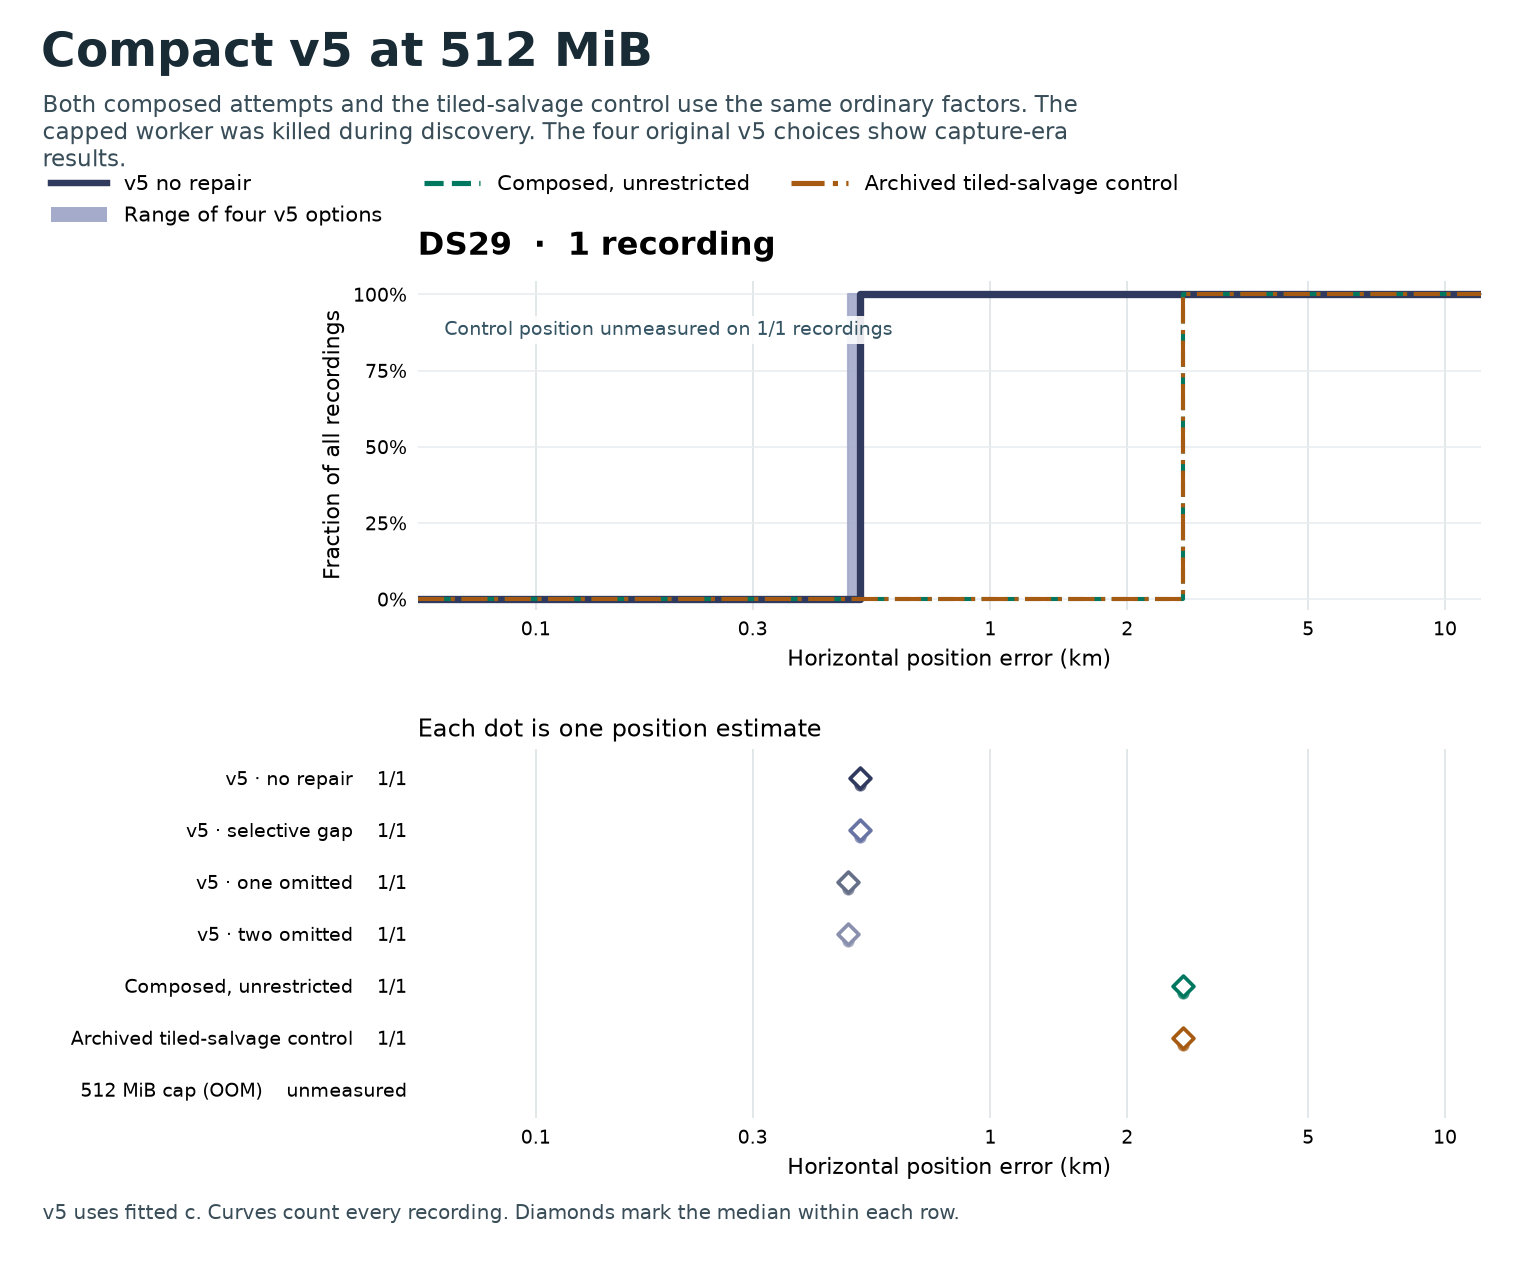 Compact v5 at 512 MiB
Both composed attempts and the tiled-salvage control use the same ordinary factors. The
capped worker was killed during discovery. The four original v5 choices show capture-era
results.
v5 no repair
Composed, unrestricted
Archived tiled-salvage control
Range of four v5 options
DS29 · 1 recording
100%
Control position unmeasured on 1/1 recordings
75%
50%
25%
0%
Fraction of all recordings
0.1 0.3 1 2 5 10
Horizontal position error (km)
Each dot is one position estimate
v5 · no repair 1/1
v5 · selective gap 1/1
v5 · one omitted 1/1
v5 · two omitted 1/1
Composed, unrestricted 1/1
Archived tiled-salvage control 1/1
512 MiB cap (OOM) unmeasured
0.1 0.3 1 2 5 10
Horizontal position error (km)
v5 uses fitted c. Curves count every recording. Diamonds mark the median within each row.